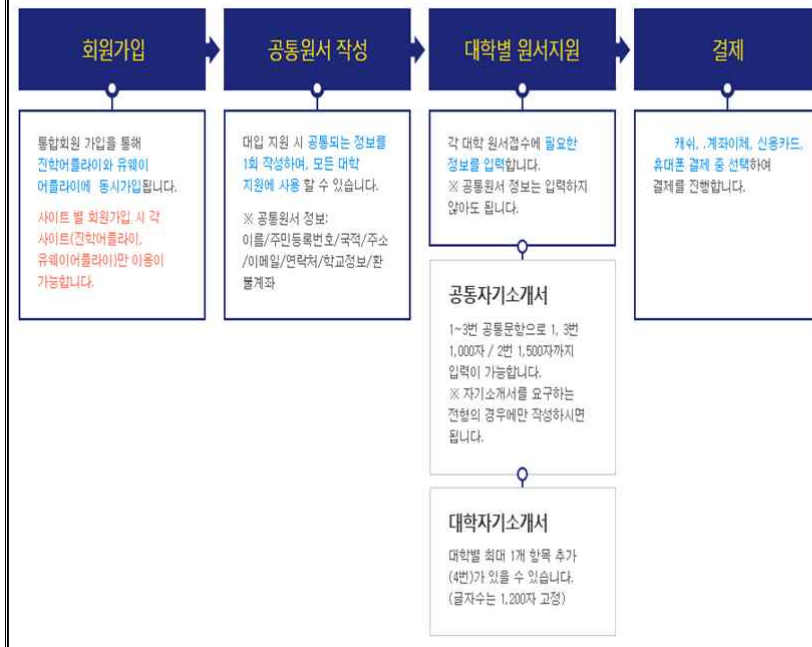 회원가입
통합회원 가입을 통해
진학어플라이와 유웨이
어플라이에 동시가입됩니다.
사이트 별 회원가입 시 각
사이트(진학어플라이,
유웨이어플라이)만 이용이
가능합니다.
공통원서 작성
대입 지원 시 공통되는 정보를
1회 작성하여, 모든 대학
지원에 사용 할 수 있습니다.
※ 공통원서 정보:
이름/주민등록번호/국적/주소
/이메일/연락처/학교정보/환
불계좌
대학별 원서지원
각 대학 원서접수에 필요한
정보를 입력합니다.
※ 공통원서 정보는 입력하지
않아도 됩니다.
공통자기소개서
1~3번 공통문항으로 1, 3번
1,000자 / 2번 1,500자까지
입력이 가능합니다.
※ 자기소개서를 요구하는
전형의 경우에만 작성하시면
됩니다.
대학자기소개서
대학별 최대 1개 항목 추가
(4번)가 있을 수 있습니다.
(글자수는 1,200자 고정)
결제
캐쉬, .계좌이체, 신용카드,
휴대폰 결제 중 선택하여
결제를 진행합니다.